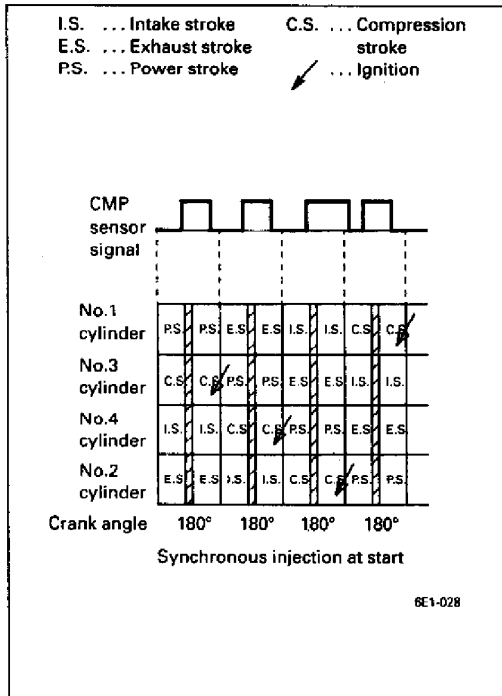 I.S. ... Intake stroke C.S. ... Compression
E.S. ... Exhaust stroke stroke
P.S. ... Power stroke ... Ignition
CMP
sensor
signal
No.1
cylinder
P.S. P.S. E.S. E.S. I.S. I.S. C.S. C.S.
No.3
cylinder
C.S. C.S. P.S. P.S. E.S. E.S. I.S. I.S.
No.4
cylinder
I.S. I.S. C.S. C.S. P.S. P.S. E.S. E.S.
No.2
cylinder
E.S. E.S. I.S. I.S. C.S. C.S. P.S. P.S.
Crank angle 180° 180° 180° 180°
Synchronous injection at start
6E1-028